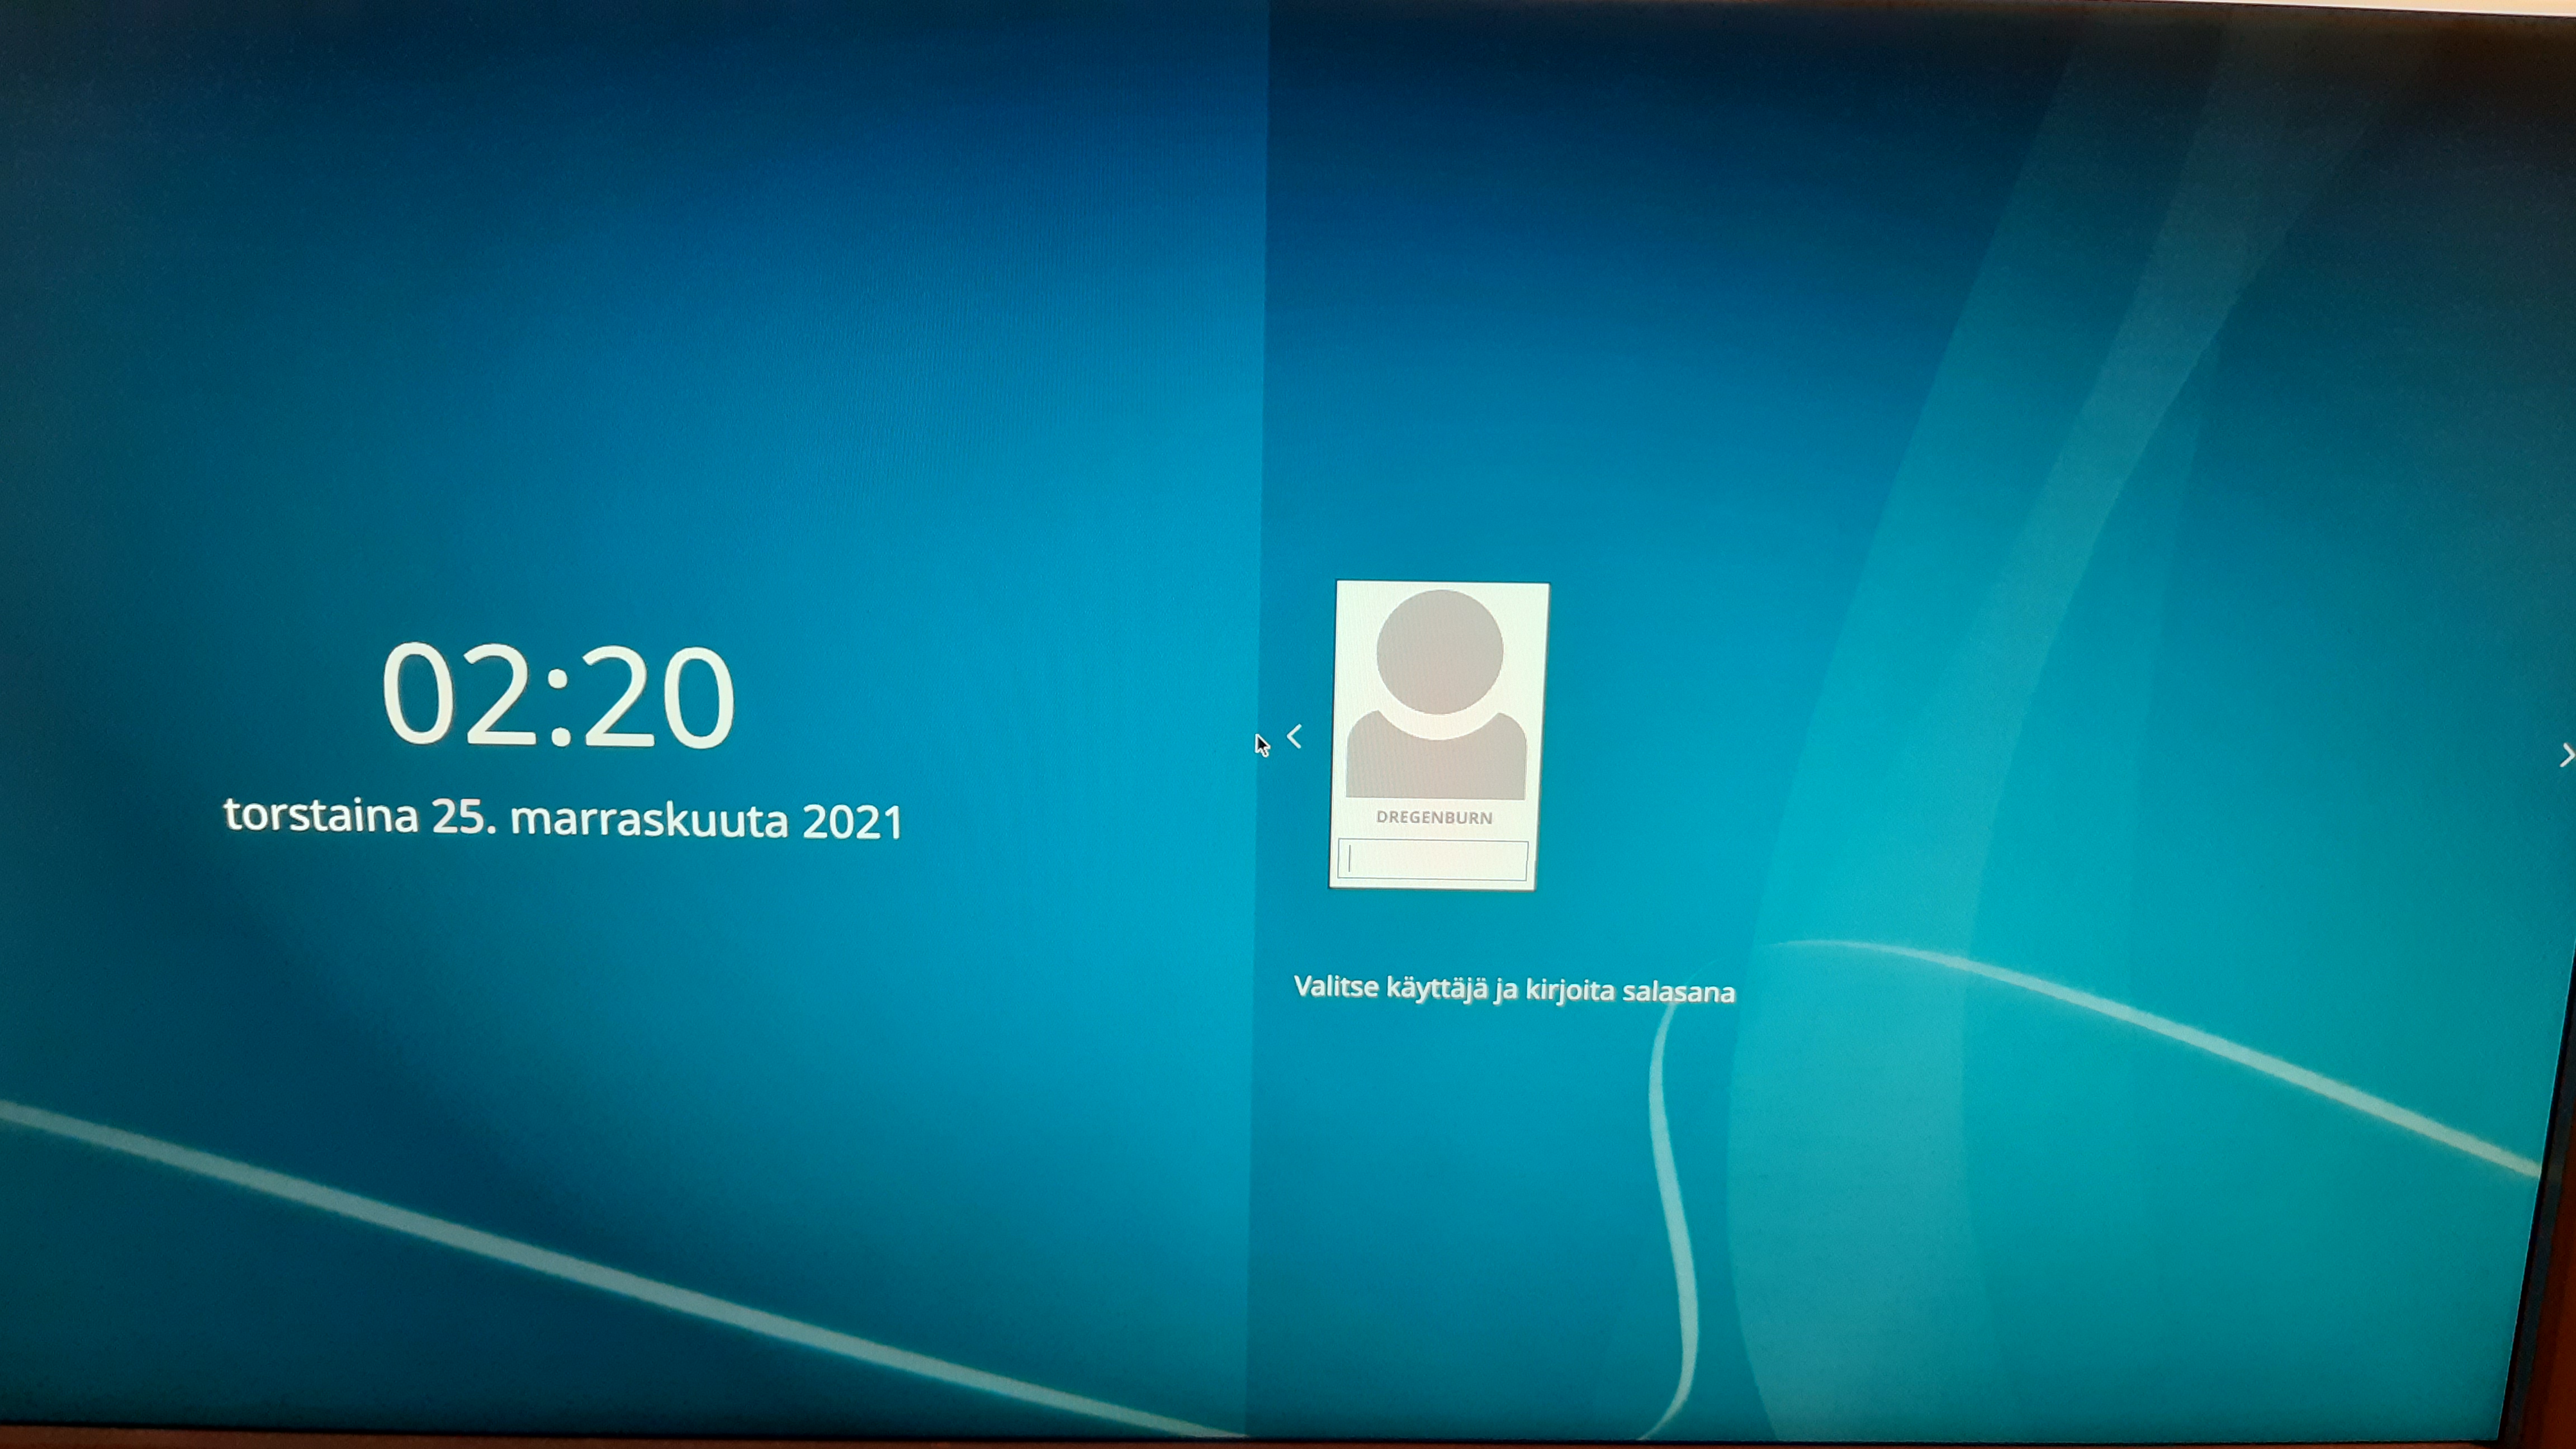 02:20
torstaina 25. marraskuuta 2021
DREGENBURN
Valitse käyttäjä ja kirjoita salasana